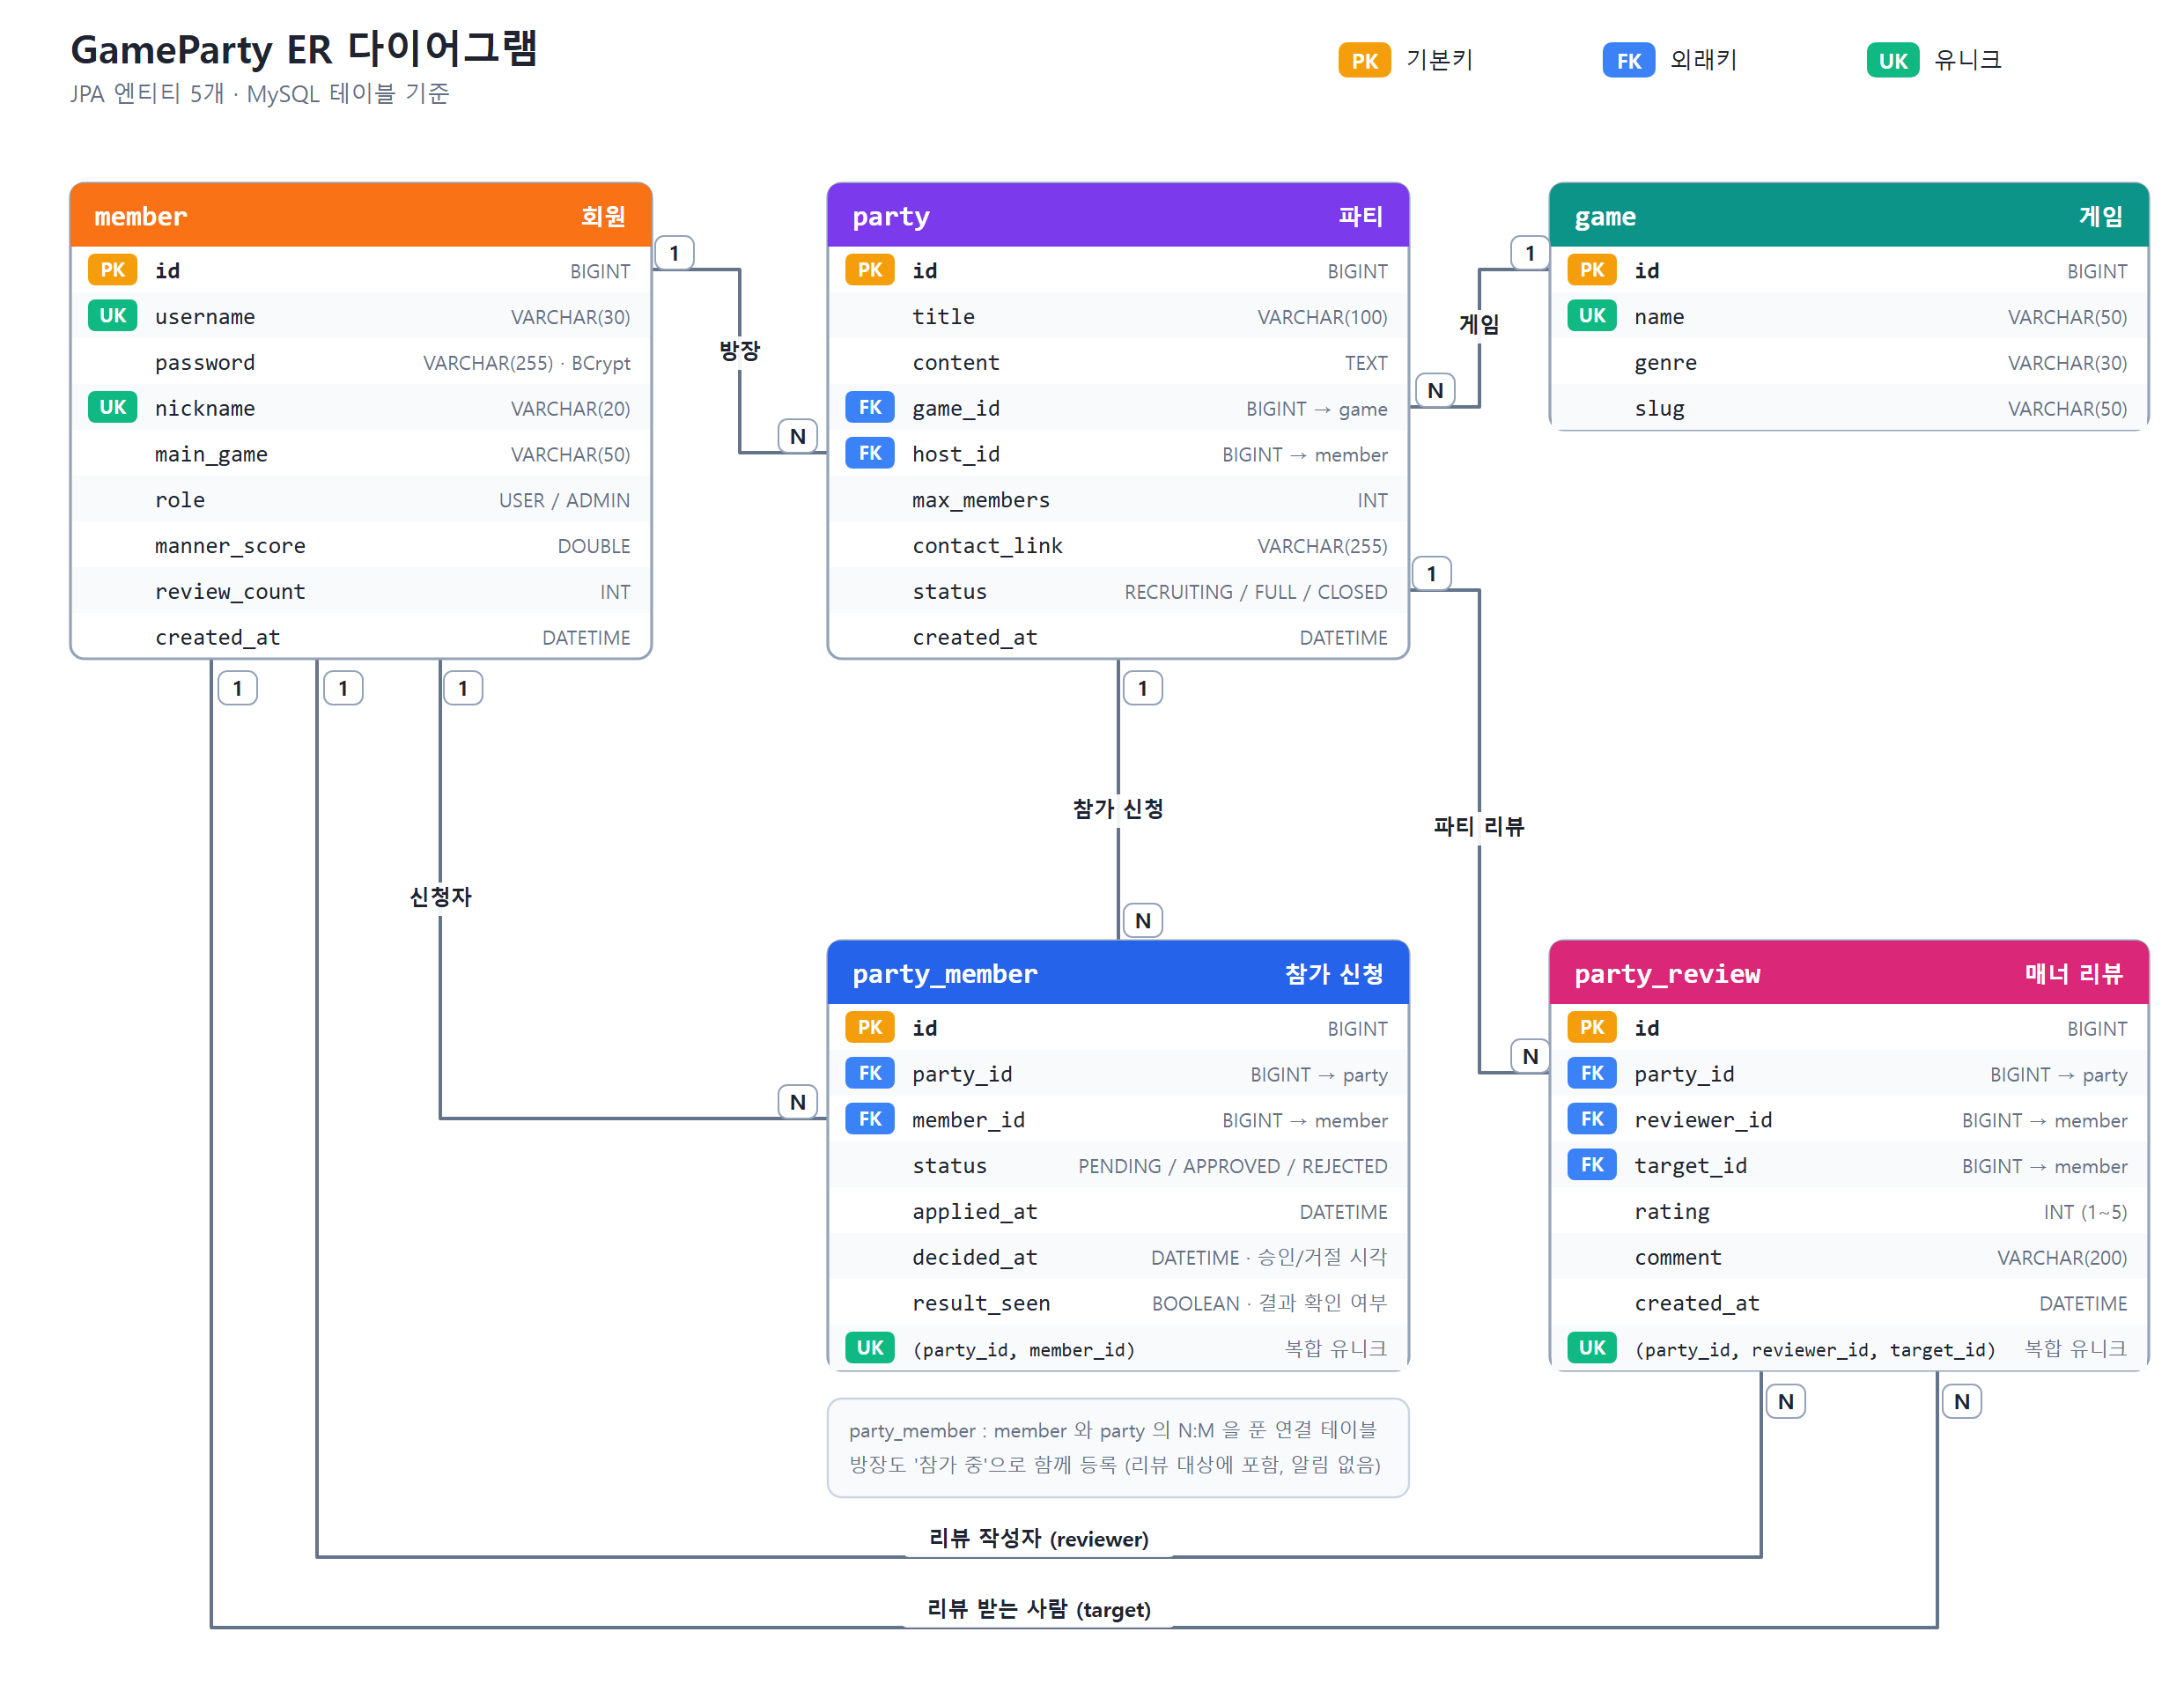 GameParty ER 다이어그램
JPA 엔티티 5개 · MySQL 테이블 기준
PK 기본키
FK 외래키
UK 유니크
member 회원
PK id BIGINT
UK username VARCHAR(30)
password VARCHAR(255) · BCrypt
UK nickname VARCHAR(20)
main_game VARCHAR(50)
role USER / ADMIN
manner_score DOUBLE
review_count INT
created_at DATETIME
1
방장
N
party 파티
PK id BIGINT
title VARCHAR(100)
content TEXT
FK game_id BIGINT → game
FK host_id BIGINT → member
max_members INT
contact_link VARCHAR(255)
status RECRUITING / FULL / CLOSED
created_at DATETIME
1
게임
N
game 게임
PK id BIGINT
UK name VARCHAR(50)
genre VARCHAR(30)
slug VARCHAR(50)
1
1
1
1
1
참가 신청
파티 리뷰
신청자
N
N
N
party_member 참가 신청
PK id BIGINT
FK party_id BIGINT → party
FK member_id BIGINT → member
status PENDING / APPROVED / REJECTED
applied_at DATETIME
decided_at DATETIME · 승인/거절 시각
result_seen BOOLEAN · 결과 확인 여부
UK (party_id, member_id) 복합 유니크
party_review 매너 리뷰
PK id BIGINT
FK party_id BIGINT → party
FK reviewer_id BIGINT → member
FK target_id BIGINT → member
rating INT (1~5)
comment VARCHAR(200)
created_at DATETIME
UK (party_id, reviewer_id, target_id) 복합 유니크
N
N
party_member : member 와 party 의 N:M 을 푼 연결 테이블
방장도 '참가 중'으로 함께 등록 (리뷰 대상에 포함, 알림 없음)
리뷰 작성자 (reviewer)
리뷰 받는 사람 (target)